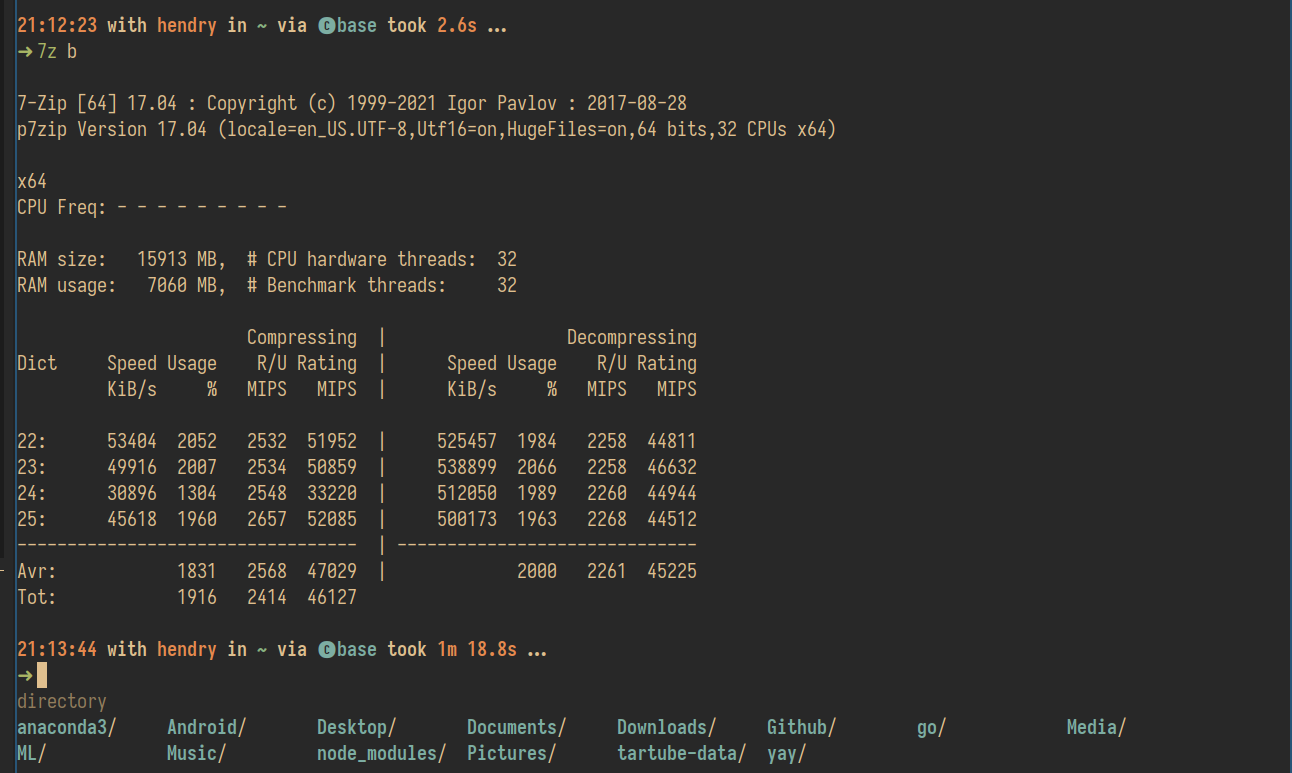 21:12:23 with hendry in ~ via 🅒 base took 2.6s ...
➜ 7z b
7-Zip [64] 17.04 : Copyright (c) 1999-2021 Igor Pavlov : 2017-08-28
p7zip Version 17.04 (locale=en_US.UTF-8,Utf16=on,HugeFiles=on,64 bits,32 CPUs x64)
x64
CPU Freq: - - - - - - - - -
RAM size:   15913 MB,  # CPU hardware threads:  32
RAM usage:   7060 MB,  # Benchmark threads:     32
                       Compressing  |                  Decompressing
Dict     Speed Usage    R/U Rating  |      Speed Usage    R/U Rating
         KiB/s     %   MIPS   MIPS  |      KiB/s     %   MIPS   MIPS
22:      53404  2052   2532  51952  |     525457  1984   2258  44811
23:      49916  2007   2534  50859  |     538899  2066   2258  46632
24:      30896  1304   2548  33220  |     512050  1989   2260  44944
25:      45618  1960   2657  52085  |     500173  1963   2268  44512
----------------------------------  | ------------------------------
Avr:            1831   2568  47029  |             2000   2261  45225
Tot:            1916   2414  46127
21:13:44 with hendry in ~ via 🅒 base took 1m 18.8s ...
➜
directory
anaconda3/     Android/       Desktop/       Documents/     Downloads/     Github/        go/            Media/
ML/            Music/         node_modules/  Pictures/      tartube-data/  yay/